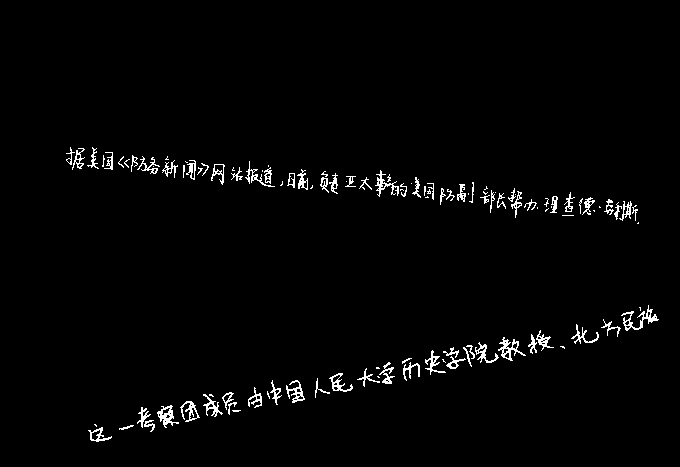 据美国《防务新闻》网站报道，日前，负责亚太事务的美国防副部长帮办理查德·劳利斯
这一考察团成员由中国人民大学历史学院教授、北方民族